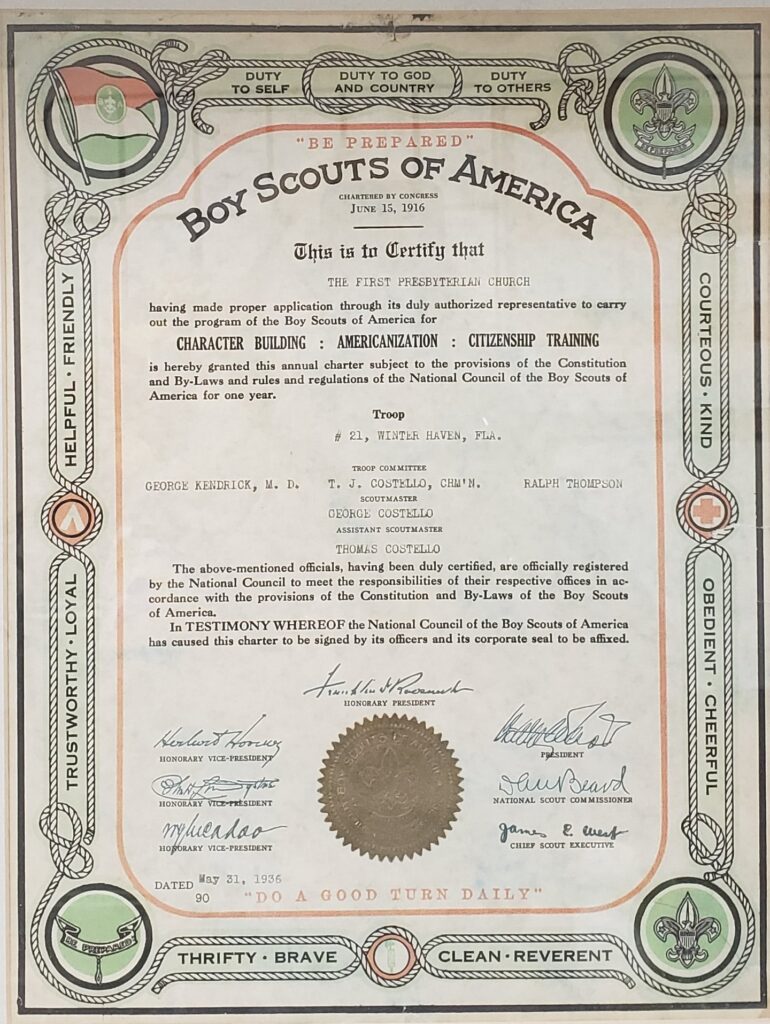 DUTY TO SELF
DUTY TO GOD AND COUNTRY
DUTY TO OTHERS
"BE PREPARED"
BOY SCOUTS OF AMERICA
CHARTERED BY CONGRESS
JUNE 15, 1916
This is to Certify that
THE FIRST PRESBYTERIAN CHURCH
having made proper application through its duly authorized representative to carry
out the program of the Boy Scouts of America for
CHARACTER BUILDING : AMERICANIZATION : CITIZENSHIP TRAINING
is hereby granted this annual charter subject to the provisions of the Constitution
and By-Laws and rules and regulations of the National Council of the Boy Scouts of
America for one year.
Troop
# 21, WINTER HAVEN, FLA.
TROOP COMMITTEE
GEORGE KENDRICK, M. D. T. J. COSTELLO, CHM'N. RALPH THOMPSON
SCOUTMASTER
GEORGE COSTELLO
ASSISTANT SCOUTMASTER
THOMAS COSTELLO
The above-mentioned officials, having been duly certified, are officially registered
by the National Council to meet the responsibilities of their respective offices in ac-
cordance with the provisions of the Constitution and By-Laws of the Boy Scouts
of America.
In TESTIMONY WHEREOF the National Council of the Boy Scouts of America
has caused this charter to be signed by its officers and its corporate seal to be affixed.
Franklin D Roosevelt
HONORARY PRESIDENT
Herbert Hoover
HONORARY VICE-PRESIDENT
PRESIDENT
HONORARY VICE-PRESIDENT
Dan Beard
NATIONAL SCOUT COMMISSIONER
W G McAdoo
HONORARY VICE-PRESIDENT
James E. West
CHIEF SCOUT EXECUTIVE
DATED May 31, 1936
90
"DO A GOOD TURN DAILY"
HELPFUL · FRIENDLY
TRUSTWORTHY · LOYAL
COURTEOUS · KIND
OBEDIENT · CHEERFUL
BE PREPARED
THRIFTY · BRAVE
CLEAN · REVERENT